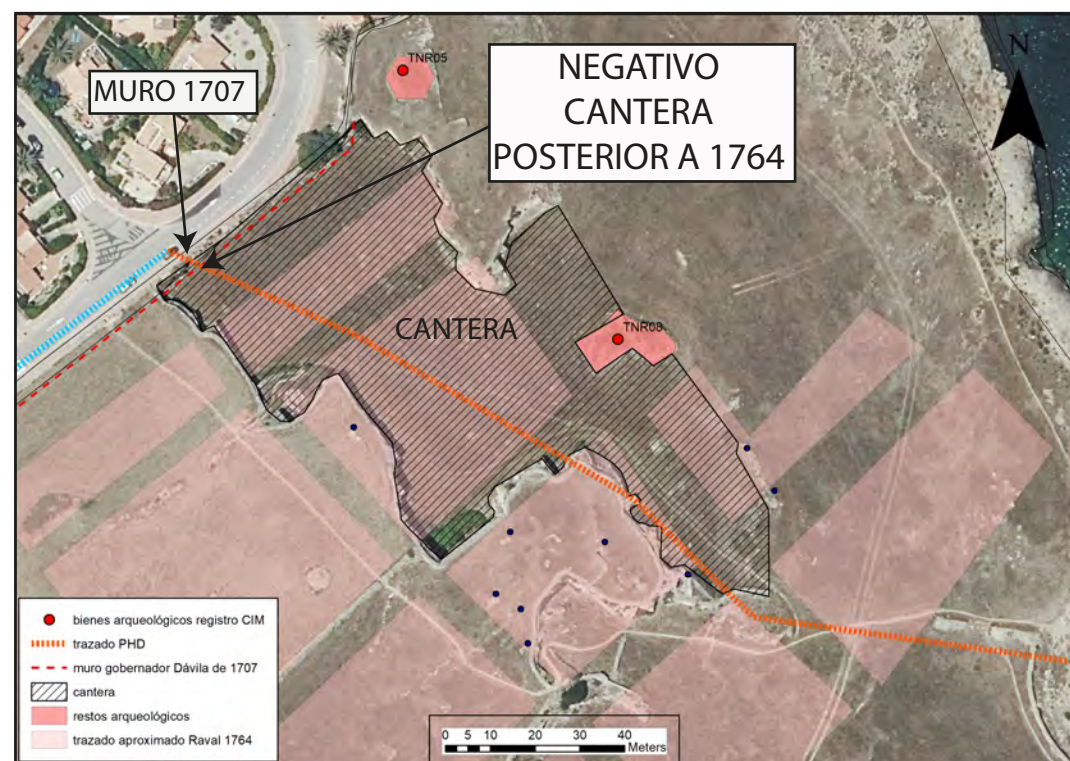 TNR05
MURO 1707
NEGATIVO
CANTERA
POSTERIOR A 1764
N
CANTERA
TNR08
bienes arqueológicos registro CIM
trazado PHD
muro gobernador Dávila de 1707
cantera
restos arqueológicos
trazado aproximado Raval 1764
0 5 10 20 30 40
Meters